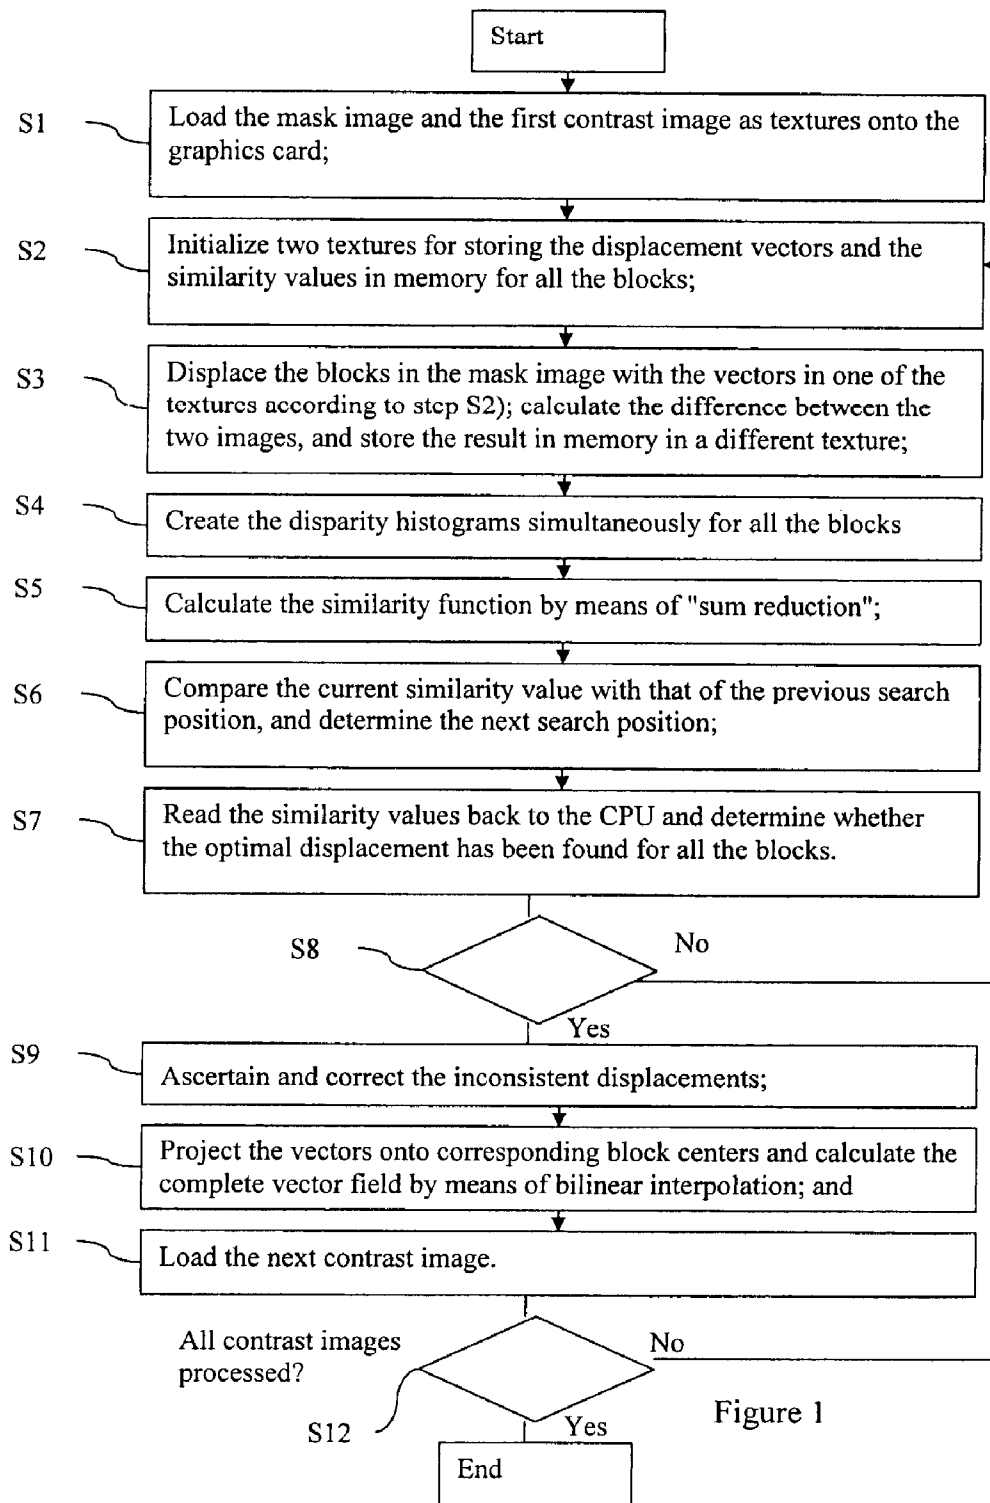 Start
S1
Load the mask image and the first contrast image as textures onto the
graphics card;
S2
Initialize two textures for storing the displacement vectors and the
similarity values in memory for all the blocks;
S3
Displace the blocks in the mask image with the vectors in one of the
textures according to step S2); calculate the difference between the
two images, and store the result in memory in a different texture;
S4
Create the disparity histograms simultaneously for all the blocks
S5
Calculate the similarity function by means of "sum reduction";
S6
Compare the current similarity value with that of the previous search
position, and determine the next search position;
S7
Read the similarity values back to the CPU and determine whether
the optimal displacement has been found for all the blocks.
S8
No
Yes
S9
Ascertain and correct the inconsistent displacements;
S10
Project the vectors onto corresponding block centers and calculate the
complete vector field by means of bilinear interpolation; and
S11
Load the next contrast image.
All contrast images
processed?
No
S12
Yes
Figure 1
End